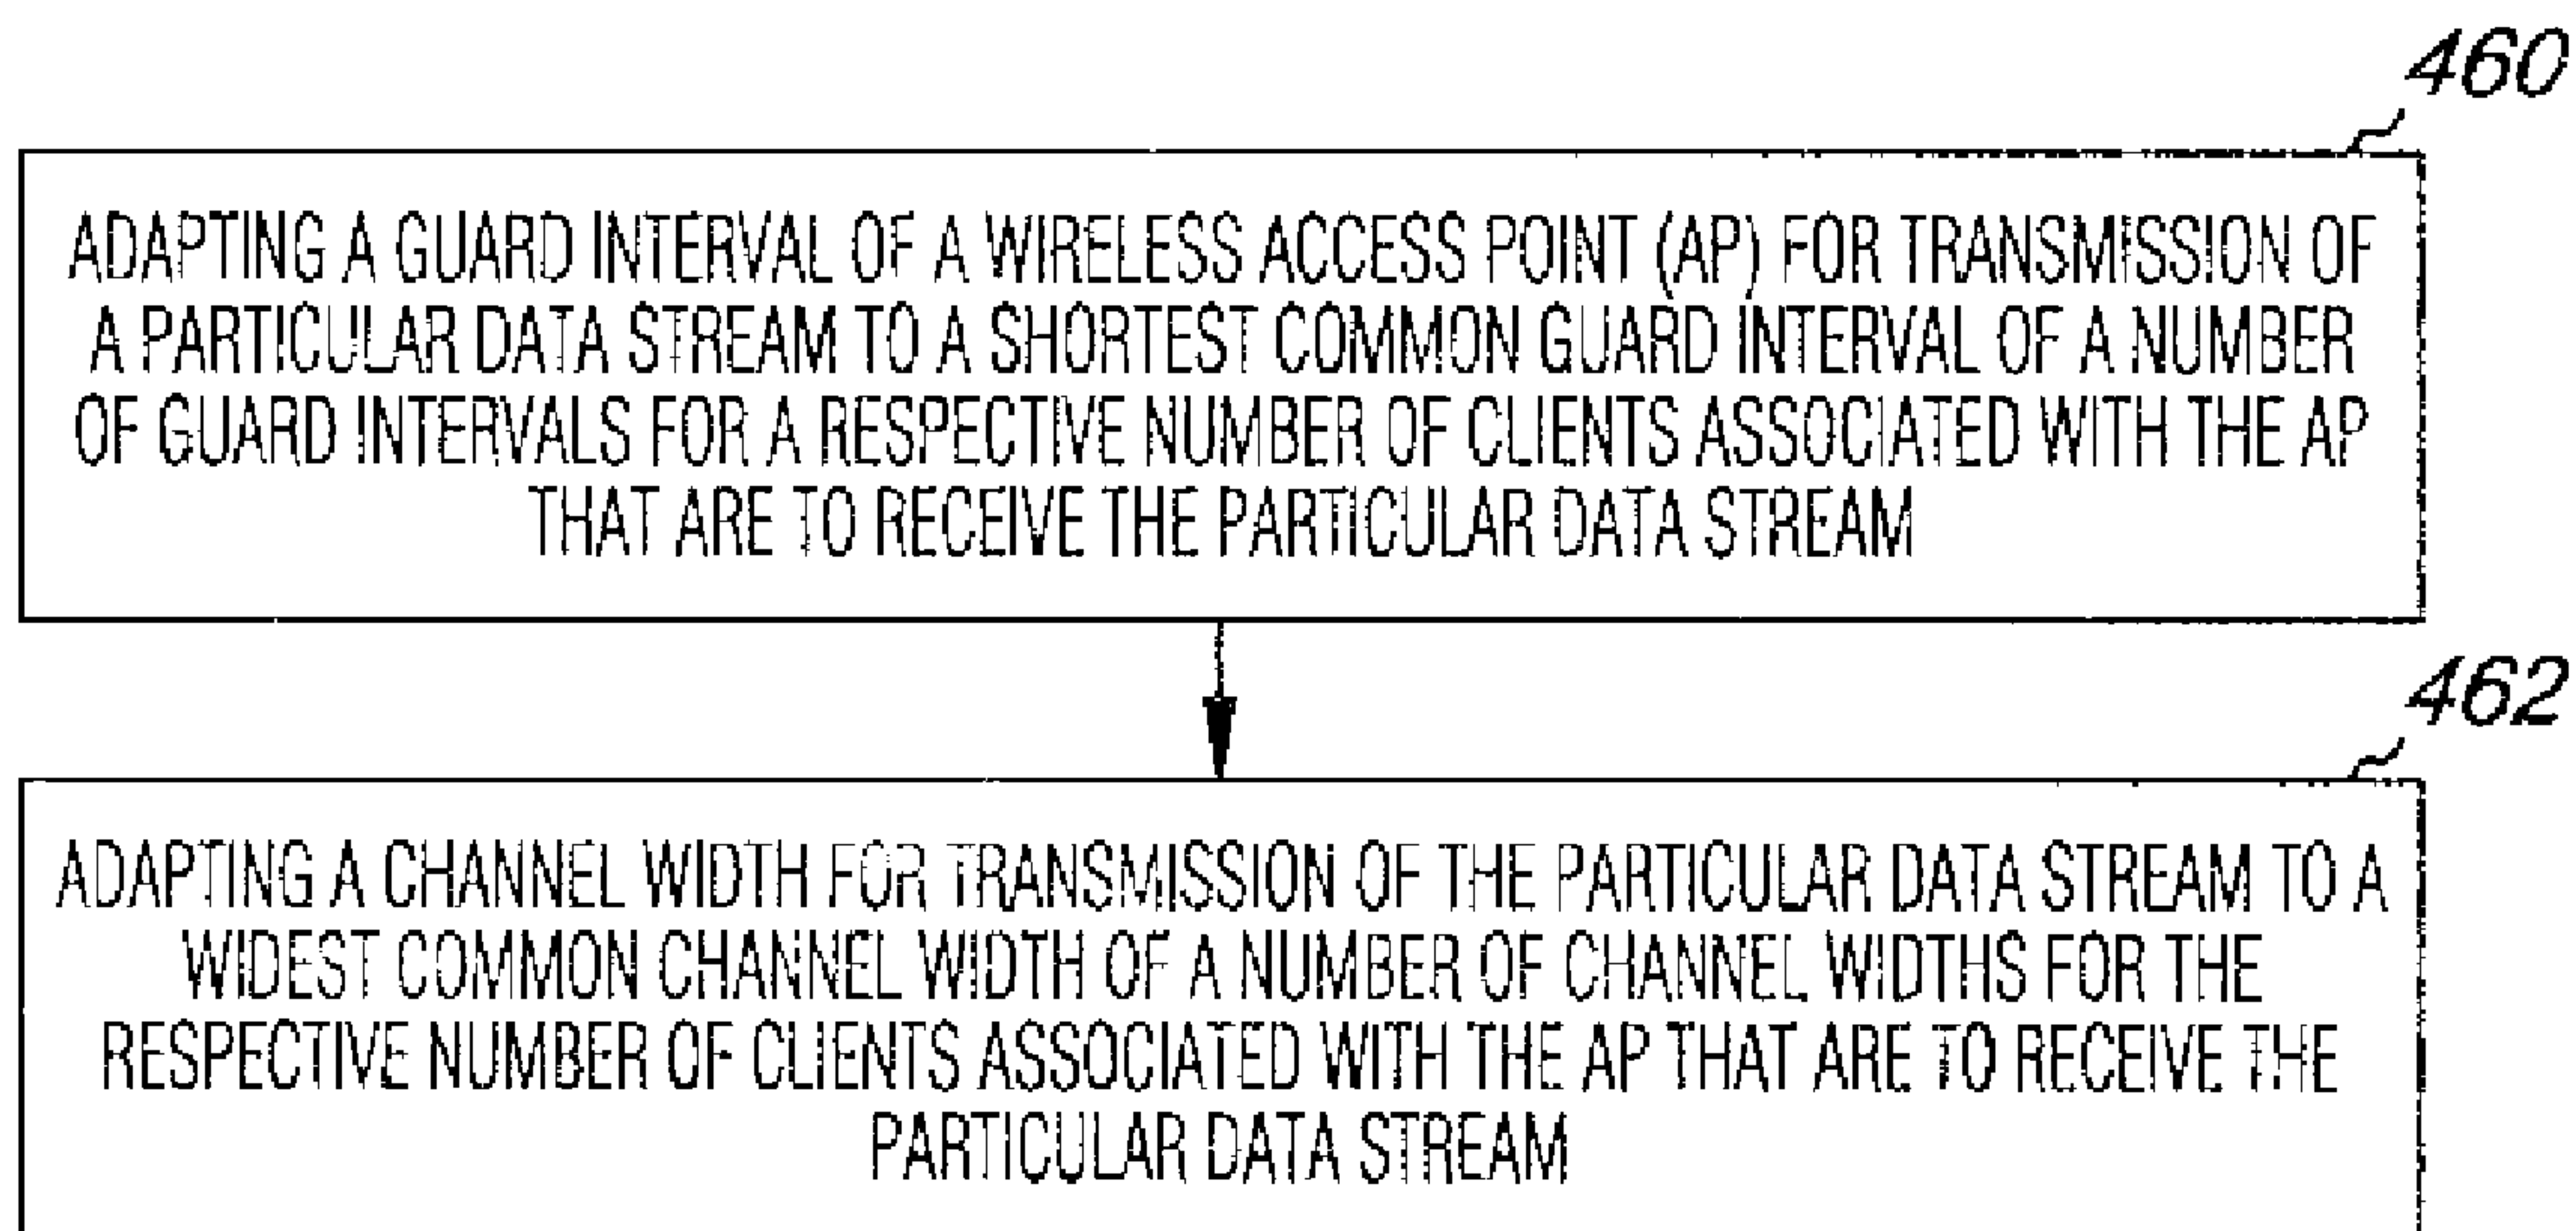 460
ADAPTING A GUARD INTERVAL OF A WIRELESS ACCESS POINT (AP) FOR TRANSMISSION OF
A PARTICULAR DATA STREAM TO A SHORTEST COMMON GUARD INTERVAL OF A NUMBER
OF GUARD INTERVALS FOR A RESPECTIVE NUMBER OF CLIENTS ASSOCIATED WITH THE AP
THAT ARE TO RECEIVE THE PARTICULAR DATA STREAM
462
ADAPTING A CHANNEL WIDTH FOR TRANSMISSION OF THE PARTICULAR DATA STREAM TO A
WIDEST COMMON CHANNEL WIDTH OF A NUMBER OF CHANNEL WIDTHS FOR THE
RESPECTIVE NUMBER OF CLIENTS ASSOCIATED WITH THE AP THAT ARE TO RECEIVE THE
PARTICULAR DATA STREAM